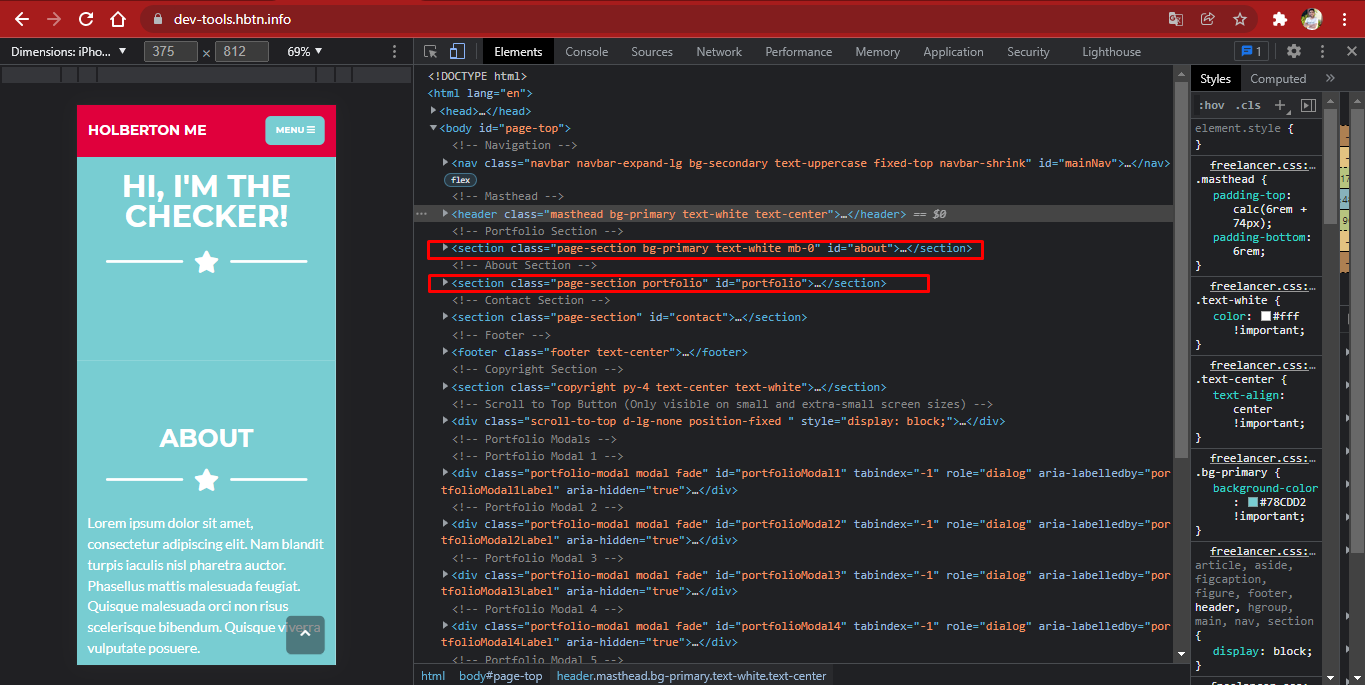 dev-tools.hbtn.info
Dimensions: iPho... ▼ 375 × 812 69% ▼
Elements Console Sources Network Performance Memory Application Security Lighthouse 1
HOLBERTON ME
MENU
HI, I'M THE
CHECKER!
ABOUT
Lorem ipsum dolor sit amet,
consectetur adipiscing elit. Nam blandit
turpis iaculis nisl pharetra auctor.
Phasellus mattis malesuada feugiat.
Quisque malesuada orci non risus
scelerisque bibendum. Quisque viverra
vulputate posuere.
<!DOCTYPE html>
<html lang="en">
<head>…</head>
<body id="page-top">
<!-- Navigation -->
<nav class="navbar navbar-expand-lg bg-secondary text-uppercase fixed-top navbar-shrink" id="mainNav">…</nav>
flex
<!-- Masthead -->
<header class="masthead bg-primary text-white text-center">…</header> == $0
<!-- Portfolio Section -->
<section class="page-section bg-primary text-white mb-0" id="about">…</section>
<!-- About Section -->
<section class="page-section portfolio" id="portfolio">…</section>
<!-- Contact Section -->
<section class="page-section" id="contact">…</section>
<!-- Footer -->
<footer class="footer text-center">…</footer>
<!-- Copyright Section -->
<section class="copyright py-4 text-center text-white">…</section>
<!-- Scroll to Top Button (Only visible on small and extra-small screen sizes) -->
<div class="scroll-to-top d-lg-none position-fixed " style="display: block;">…</div>
<!-- Portfolio Modals -->
<!-- Portfolio Modal 1 -->
<div class="portfolio-modal modal fade" id="portfolioModal1" tabindex="-1" role="dialog" aria-labelledby="por
tfolioModal1Label" aria-hidden="true">…</div>
<!-- Portfolio Modal 2 -->
<div class="portfolio-modal modal fade" id="portfolioModal2" tabindex="-1" role="dialog" aria-labelledby="por
tfolioModal2Label" aria-hidden="true">…</div>
<!-- Portfolio Modal 3 -->
<div class="portfolio-modal modal fade" id="portfolioModal3" tabindex="-1" role="dialog" aria-labelledby="por
tfolioModal3Label" aria-hidden="true">…</div>
<!-- Portfolio Modal 4 -->
<div class="portfolio-modal modal fade" id="portfolioModal4" tabindex="-1" role="dialog" aria-labelledby="por
tfolioModal4Label" aria-hidden="true">…</div>
<!-- Portfolio Modal 5 -->
html body#page-top header.masthead.bg-primary.text-white.text-center
Styles Computed »
:hov .cls +
element.style {
}
freelancer.css:…
.masthead {
padding-top:
calc(6rem +
74px);
padding-bottom:
6rem;
}
freelancer.css:…
.text-white {
color: #fff
!important;
}
freelancer.css:…
.text-center {
text-align:
center
!important;
}
freelancer.css:…
.bg-primary {
background-color
: #78CDD2
!important;
}
freelancer.css:…
article, aside,
figcaption,
figure, footer,
header, hgroup,
main, nav, section
{
display: block;
}